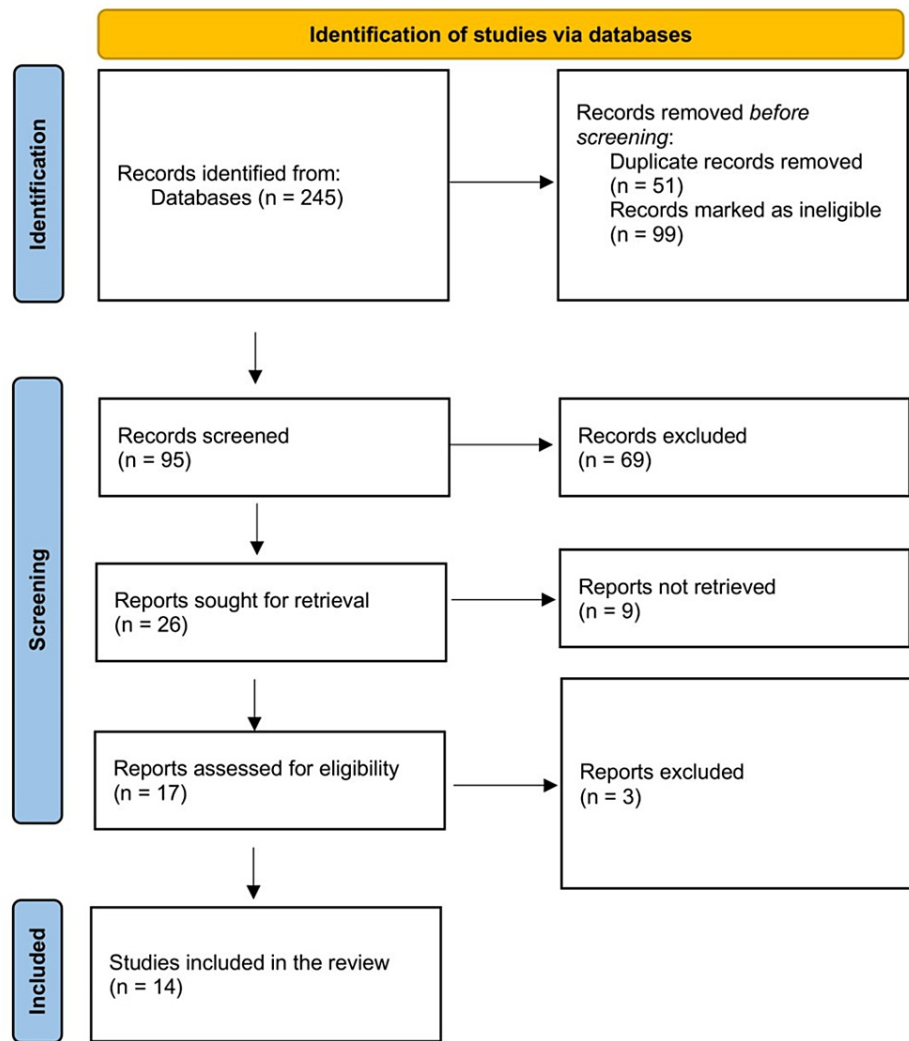 Identification of studies via databases
Identification
Records identified from:
Databases (n = 245)
Records removed before
screening:
Duplicate records removed
(n = 51)
Records marked as ineligible
(n = 99)
Screening
Records screened
(n = 95)
Records excluded
(n = 69)
Reports sought for retrieval
(n = 26)
Reports not retrieved
(n = 9)
Reports assessed for eligibility
(n = 17)
Reports excluded
(n = 3)
Included
Studies included in the review
(n = 14)